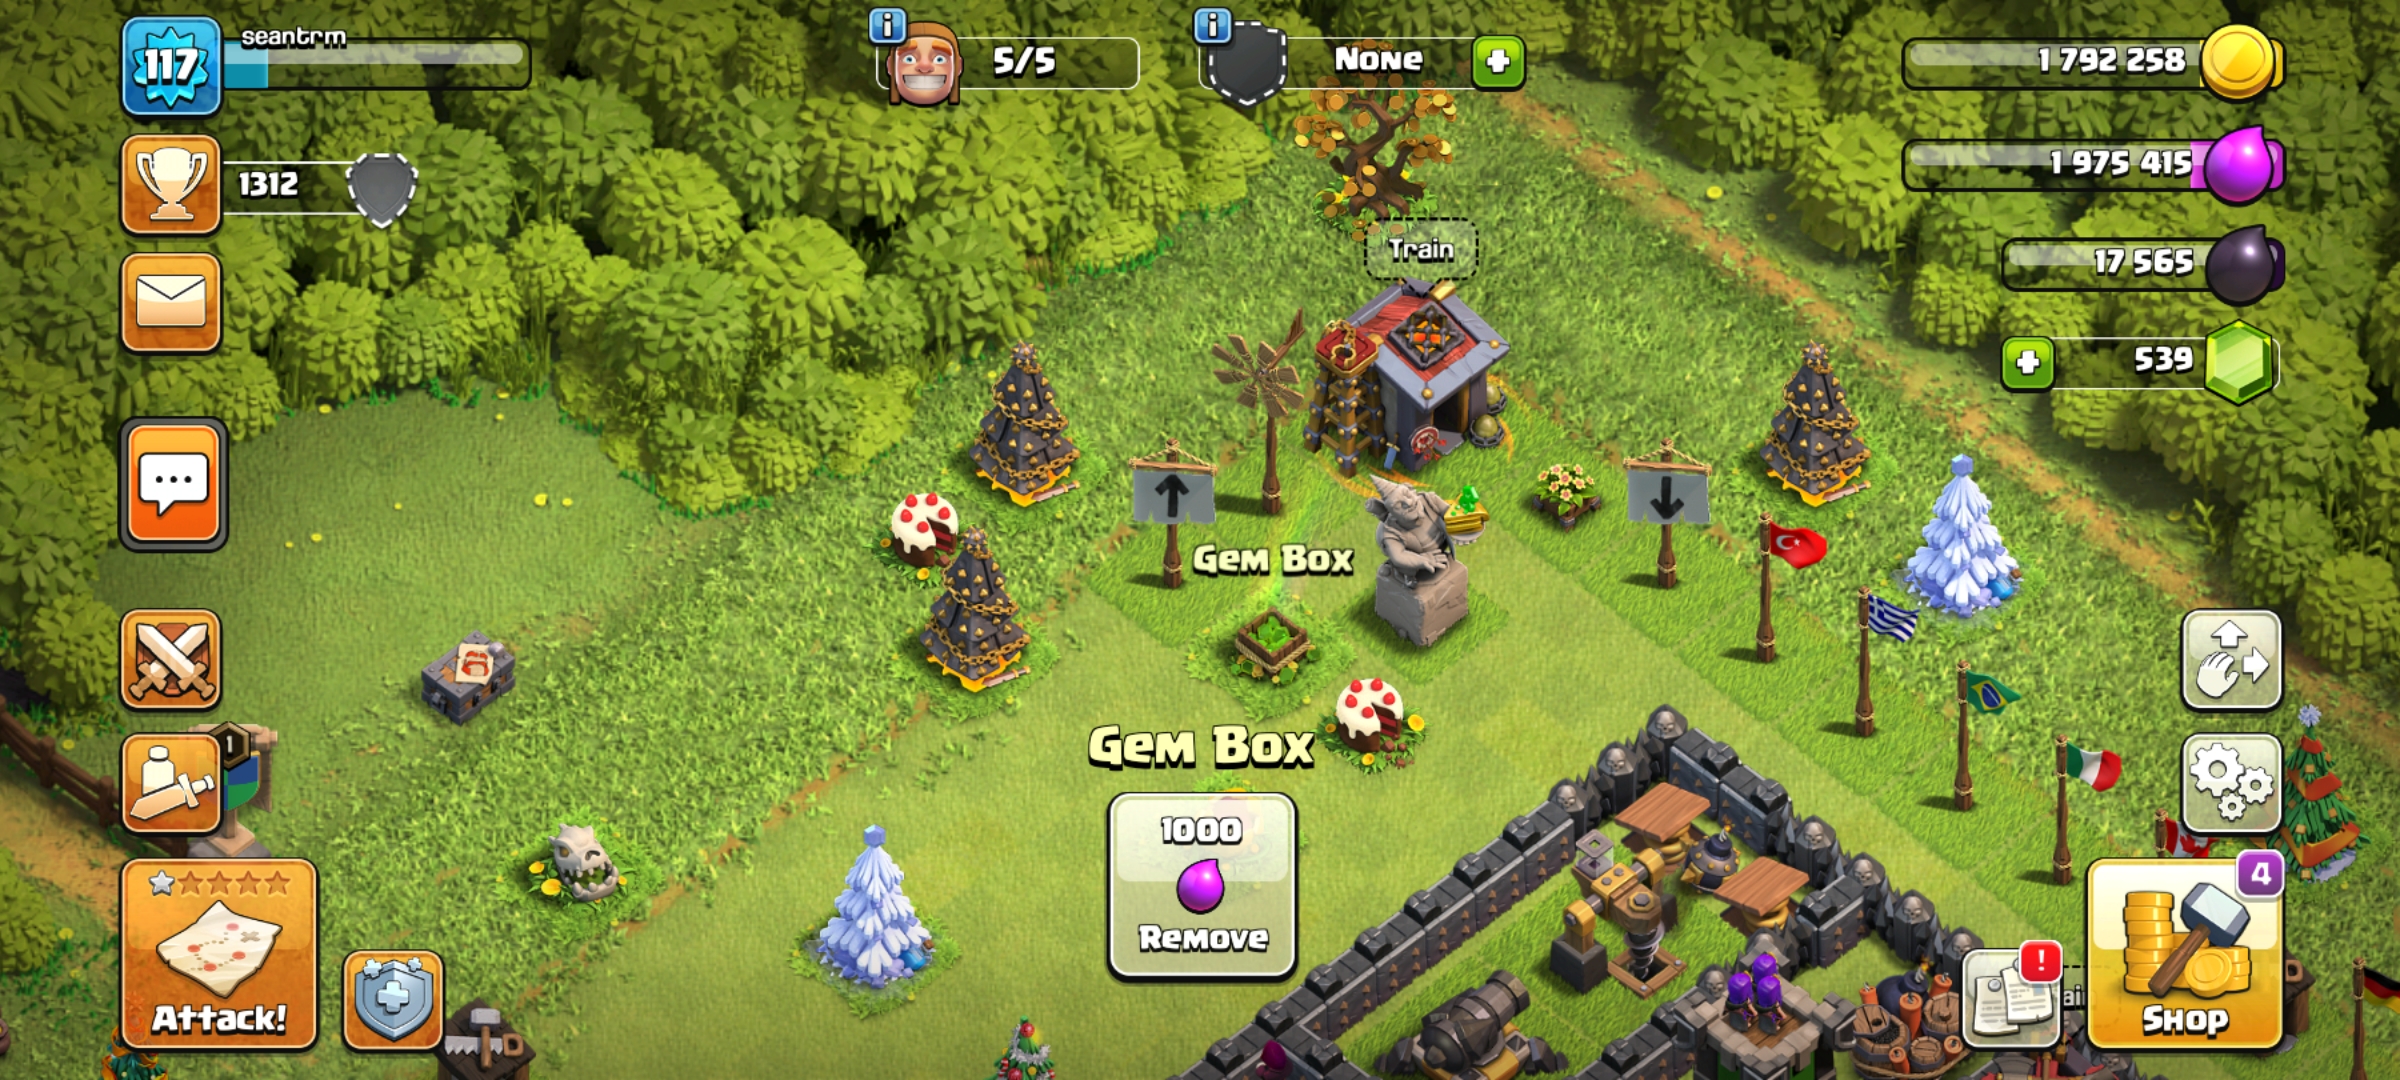 117
seantrm
5/5
None
1 792 258
1312
1 975 415
17 565
539
Train
Gem Box
Gem Box
1000
Remove
1
Attack!
4
!
Shop